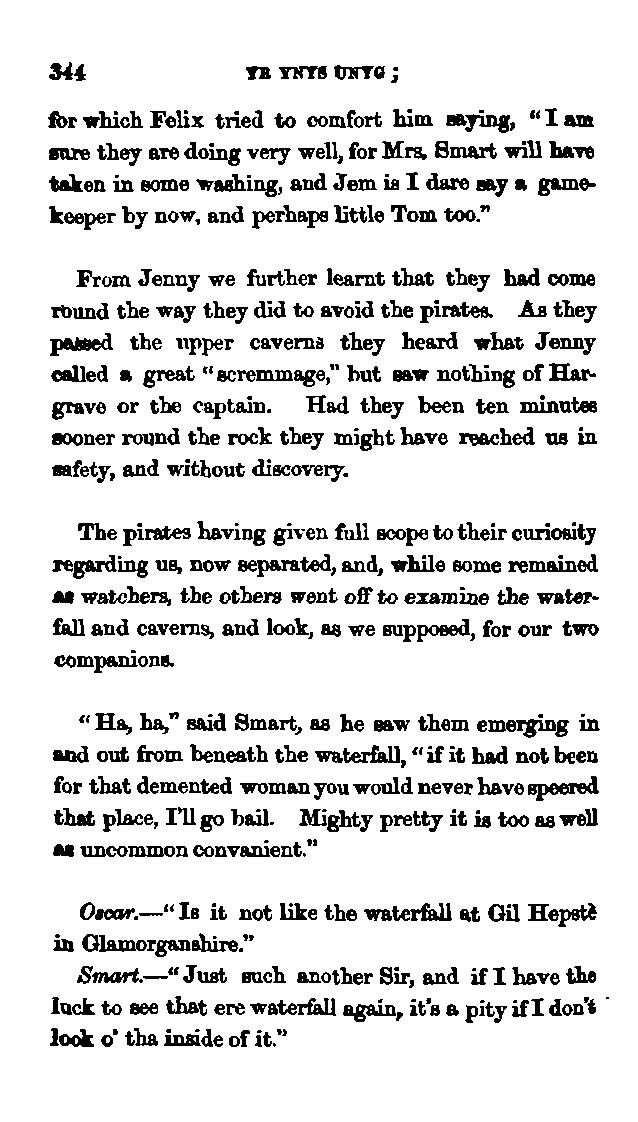 344 YR YNYS UNYG ;
for which Felix tried to comfort him saying, “I am
sure they are doing very well, for Mrs. Smart will have
taken in some washing, and Jem is I dare say a game-
keeper by now, and perhaps little Tom too.”
From Jenny we further learnt that they had come
round the way they did to avoid the pirates. As they
passed the upper caverns they heard what Jenny
called a great “scremmage,” but saw nothing of Har-
grave or the captain. Had they been ten minutes
sooner round the rock they might have reached us in
safety, and without discovery.
The pirates having given full scope to their curiosity
regarding us, now separated, and, while some remained
as watchers, the others went off to examine the water-
fall and caverns, and look, as we supposed, for our two
companions.
“Ha, ha,” said Smart, as he saw them emerging in
and out from beneath the waterfall, “if it had not been
for that demented woman you would never have speered
that place, I’ll go bail. Mighty pretty it is too as well
as uncommon convanient.”
Oscar.—“Is it not like the waterfall at Gil Hepstè
in Glamorganshire.”
Smart.—“Just such another Sir, and if I have the
luck to see that ere waterfall again, it’s a pity if I don’t
look o’ tha inside of it.”